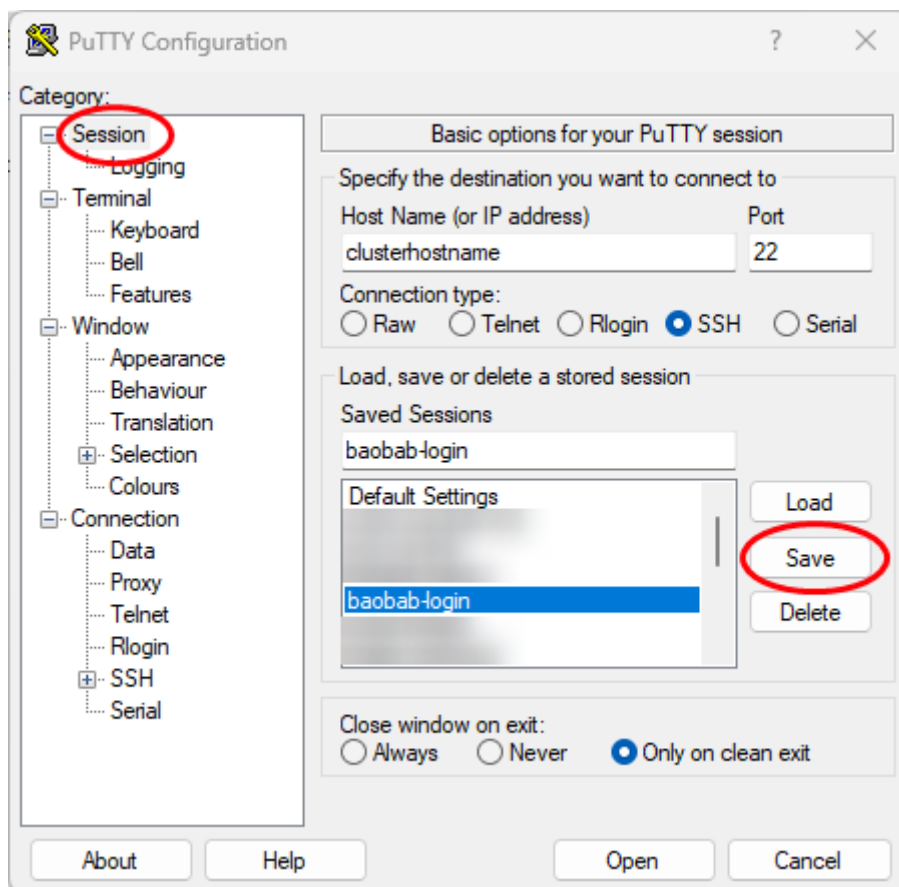 PuTTY Configuration
?
Category:
Session
Logging
Terminal
Keyboard
Bell
Features
Window
Appearance
Behaviour
Translation
Selection
Colours
Connection
Data
Proxy
Telnet
Rlogin
SSH
Serial
Basic options for your PuTTY session
Specify the destination you want to connect to
Host Name (or IP address) Port
clusterhostname 22
Connection type:
Raw Telnet Rlogin SSH Serial
Load, save or delete a stored session
Saved Sessions
baobab-login
Default Settings
baobab-login
Load
Save
Delete
Close window on exit:
Always Never Only on clean exit
About Help Open Cancel